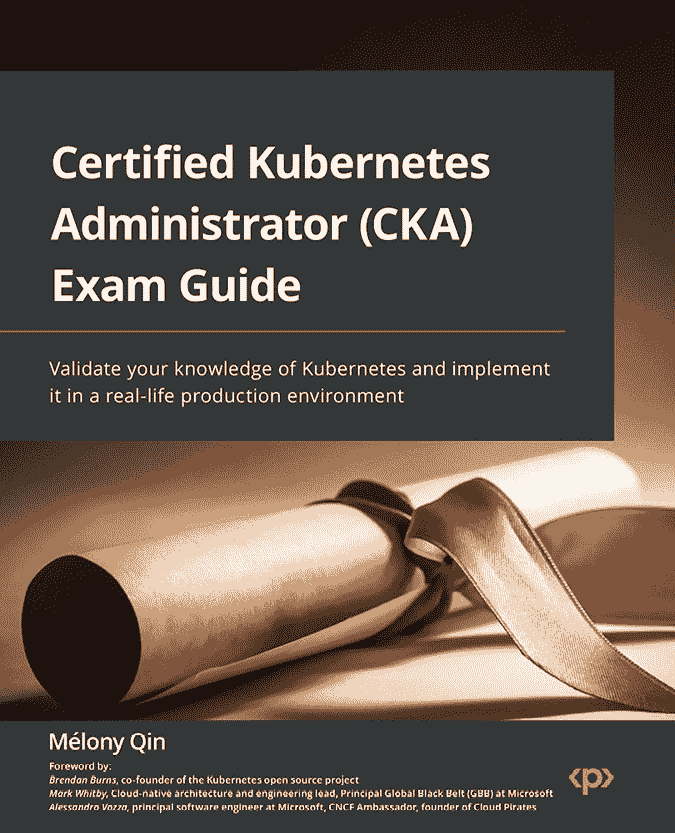 Certified Kubernetes
Administrator (CKA)
Exam Guide
Validate your knowledge of Kubernetes and implement
it in a real-life production environment
Mélony Qin
Foreword by:
Brendan Burns, co-founder of the Kubernetes open source project
Mark Whitby, Cloud-native architecture and engineering lead, Principal Global Black Belt (GBB) at Microsoft
Alessandro Vozza, principal software engineer at Microsoft, CNCF Ambassador, founder of Cloud Pirates
<p>